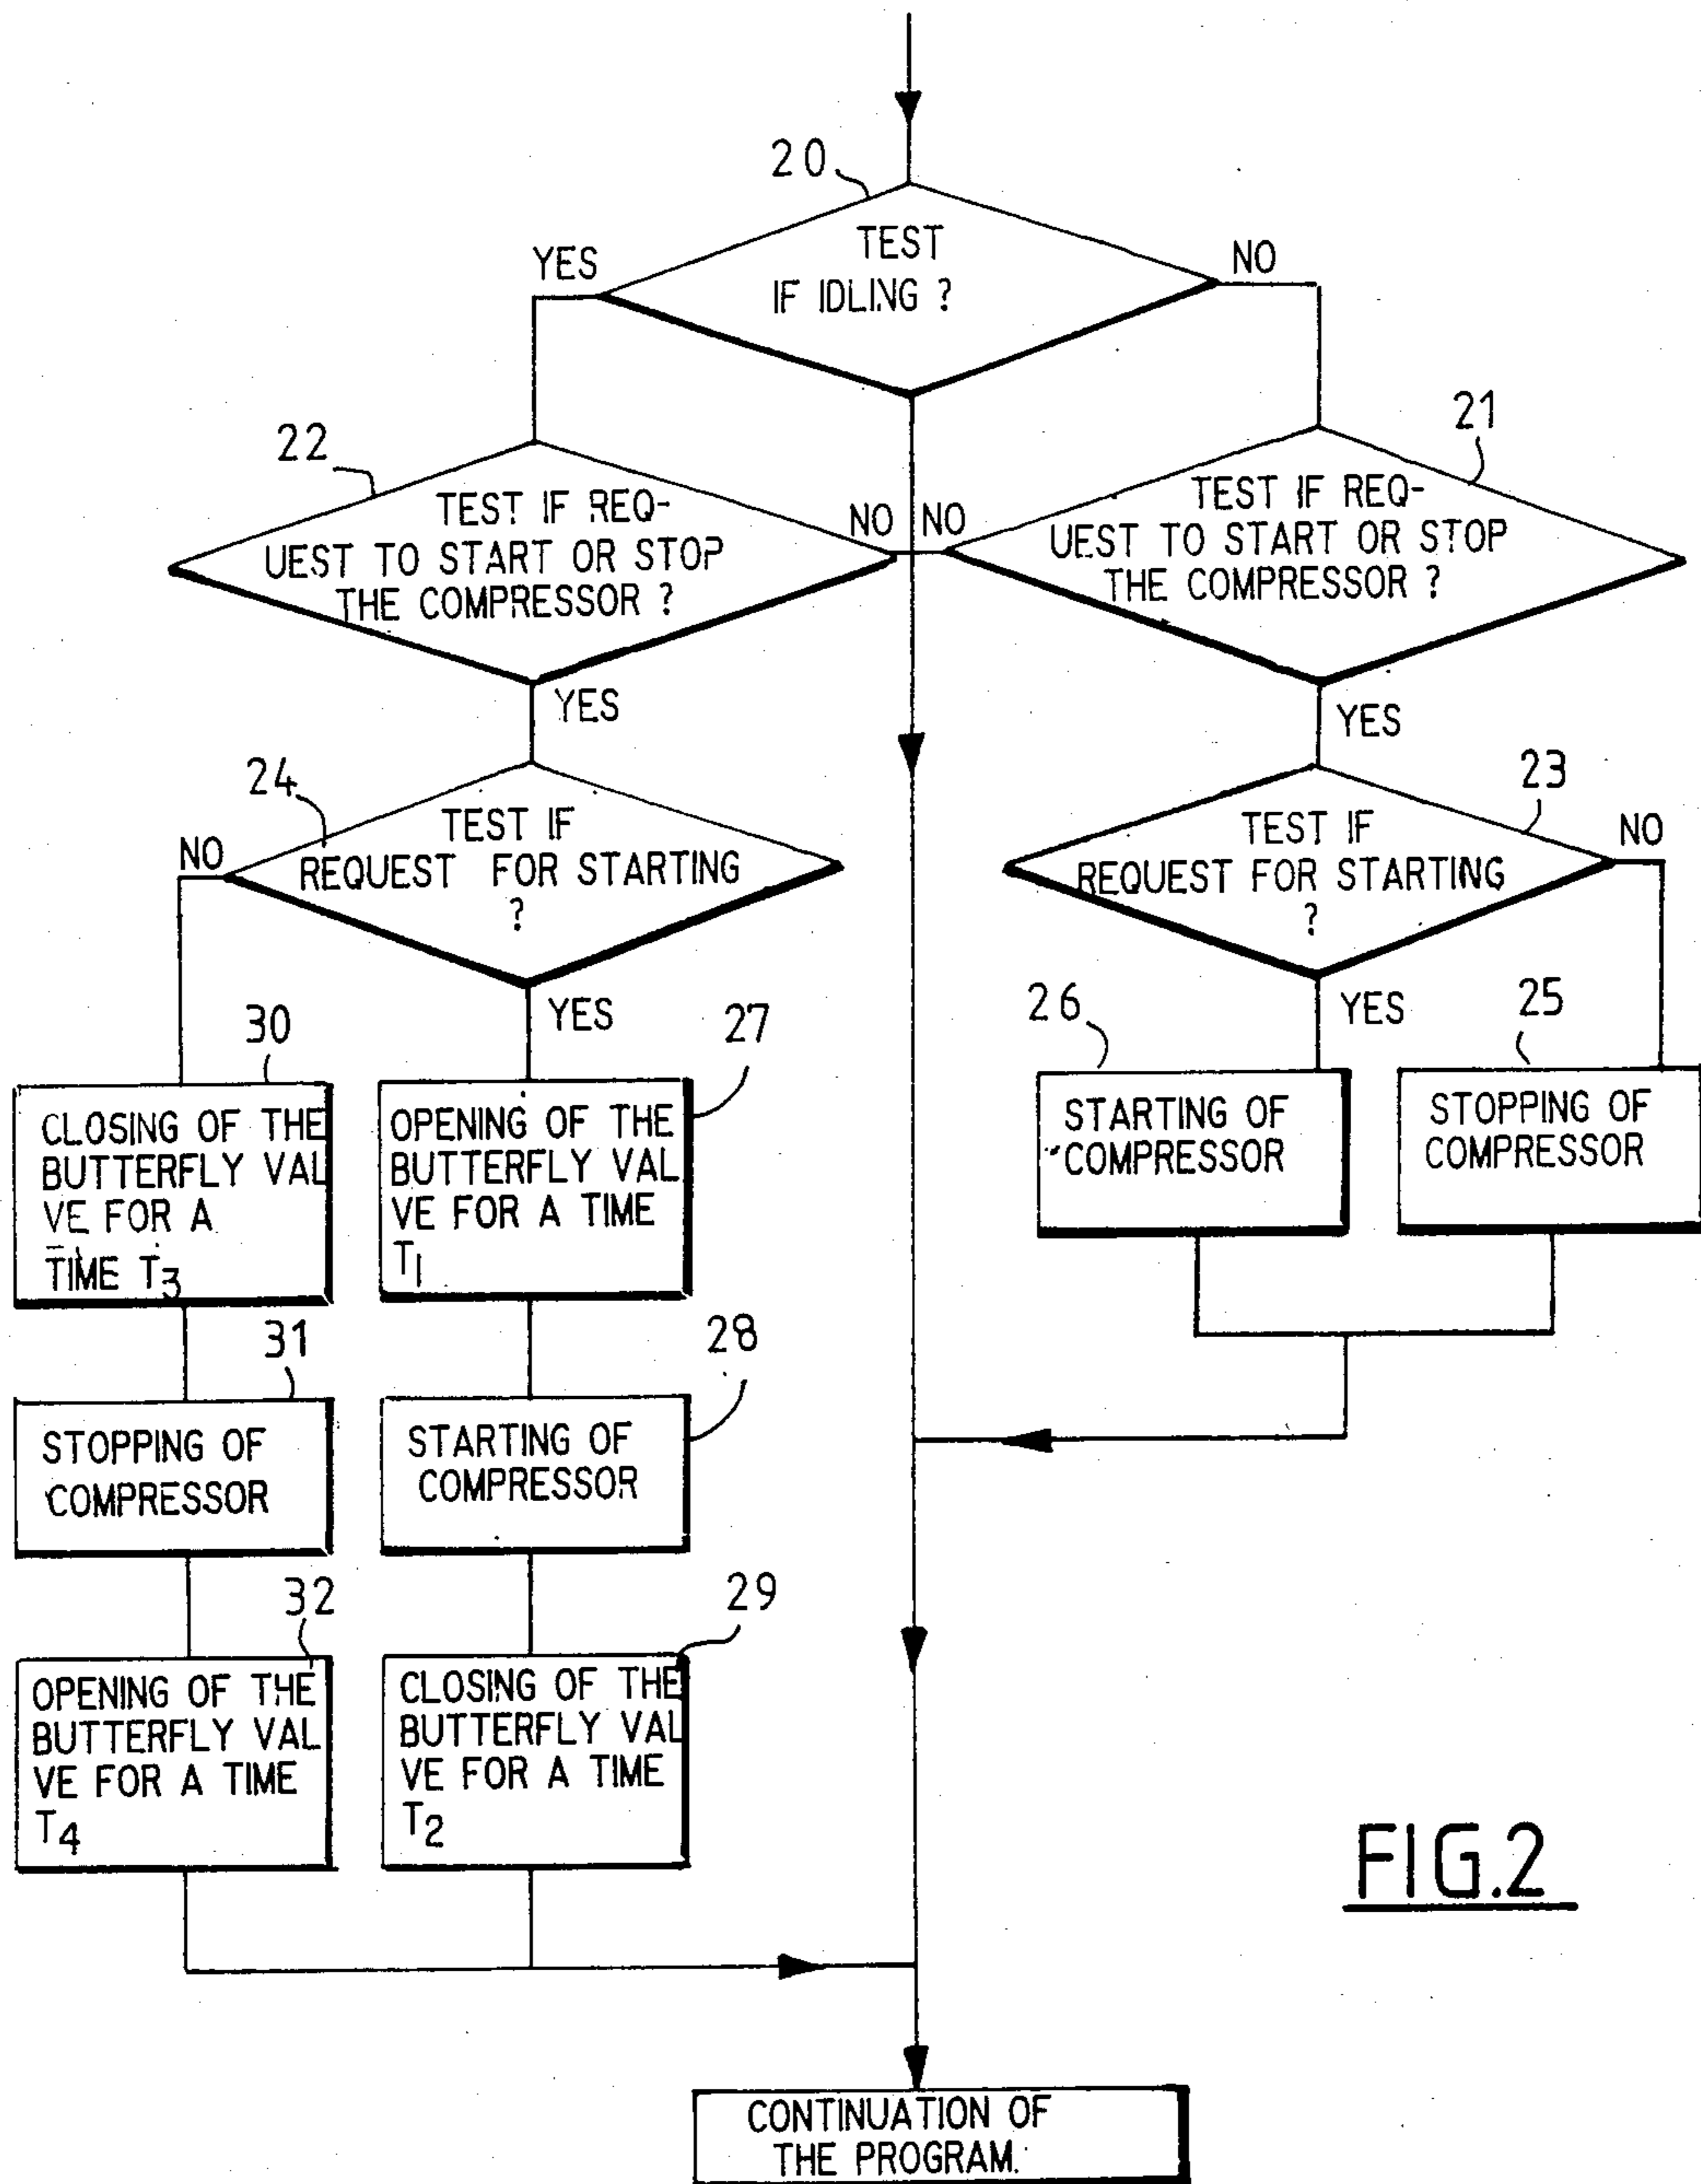 20
TEST
IF IDLING ?
YES
NO
22
TEST IF REQ-
UEST TO START OR STOP
THE COMPRESSOR ?
NO
NO
21
TEST IF REQ-
UEST TO START OR STOP
THE COMPRESSOR ?
YES
YES
24
TEST IF
REQUEST FOR STARTING
?
NO
YES
23
TEST IF
REQUEST FOR STARTING
?
NO
YES
30
CLOSING OF THE
BUTTERFLY VAL
VE FOR A
TIME T3
27
OPENING OF THE
BUTTERFLY VAL
VE FOR A TIME
T1
26
STARTING OF
COMPRESSOR
25
STOPPING OF
COMPRESSOR
31
STOPPING OF
COMPRESSOR
28
STARTING OF
COMPRESSOR
32
OPENING OF THE
BUTTERFLY VAL
VE FOR A TIME
T4
29
CLOSING OF THE
BUTTERFLY VAL
VE FOR A TIME
T2
FIG.2
CONTINUATION OF
THE PROGRAM.